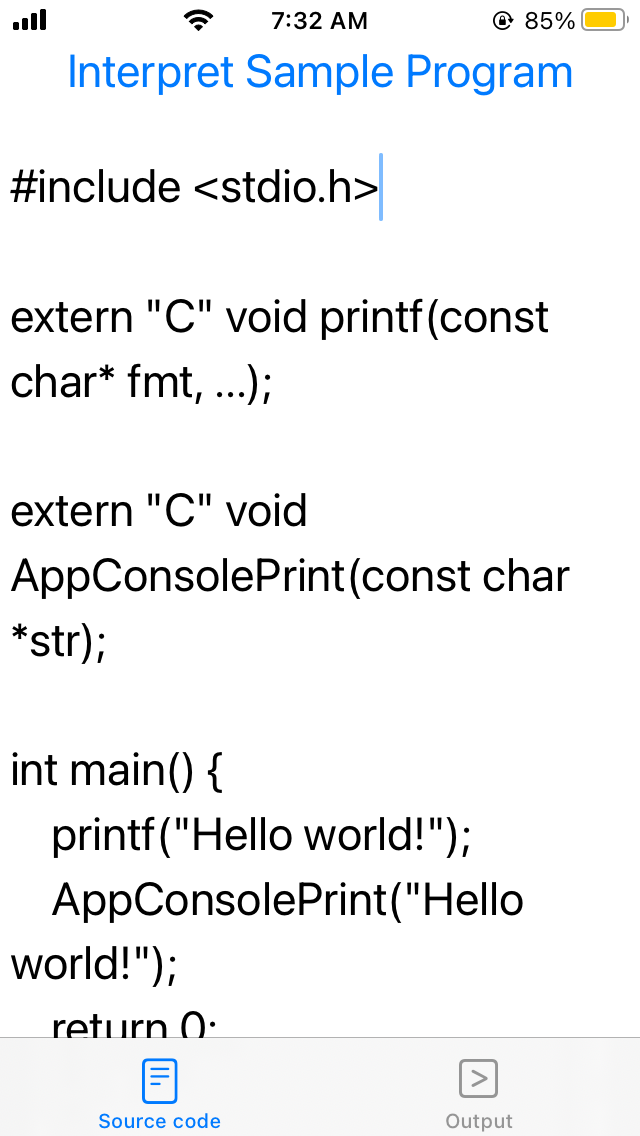 7:32 AM
85%
Interpret Sample Program
#include <stdio.h>
extern "C" void printf(const
char* fmt, ...);
extern "C" void
AppConsolePrint(const char
*str);
int main() {
printf("Hello world!");
AppConsolePrint("Hello
world!");
return 0;
Source code
Output